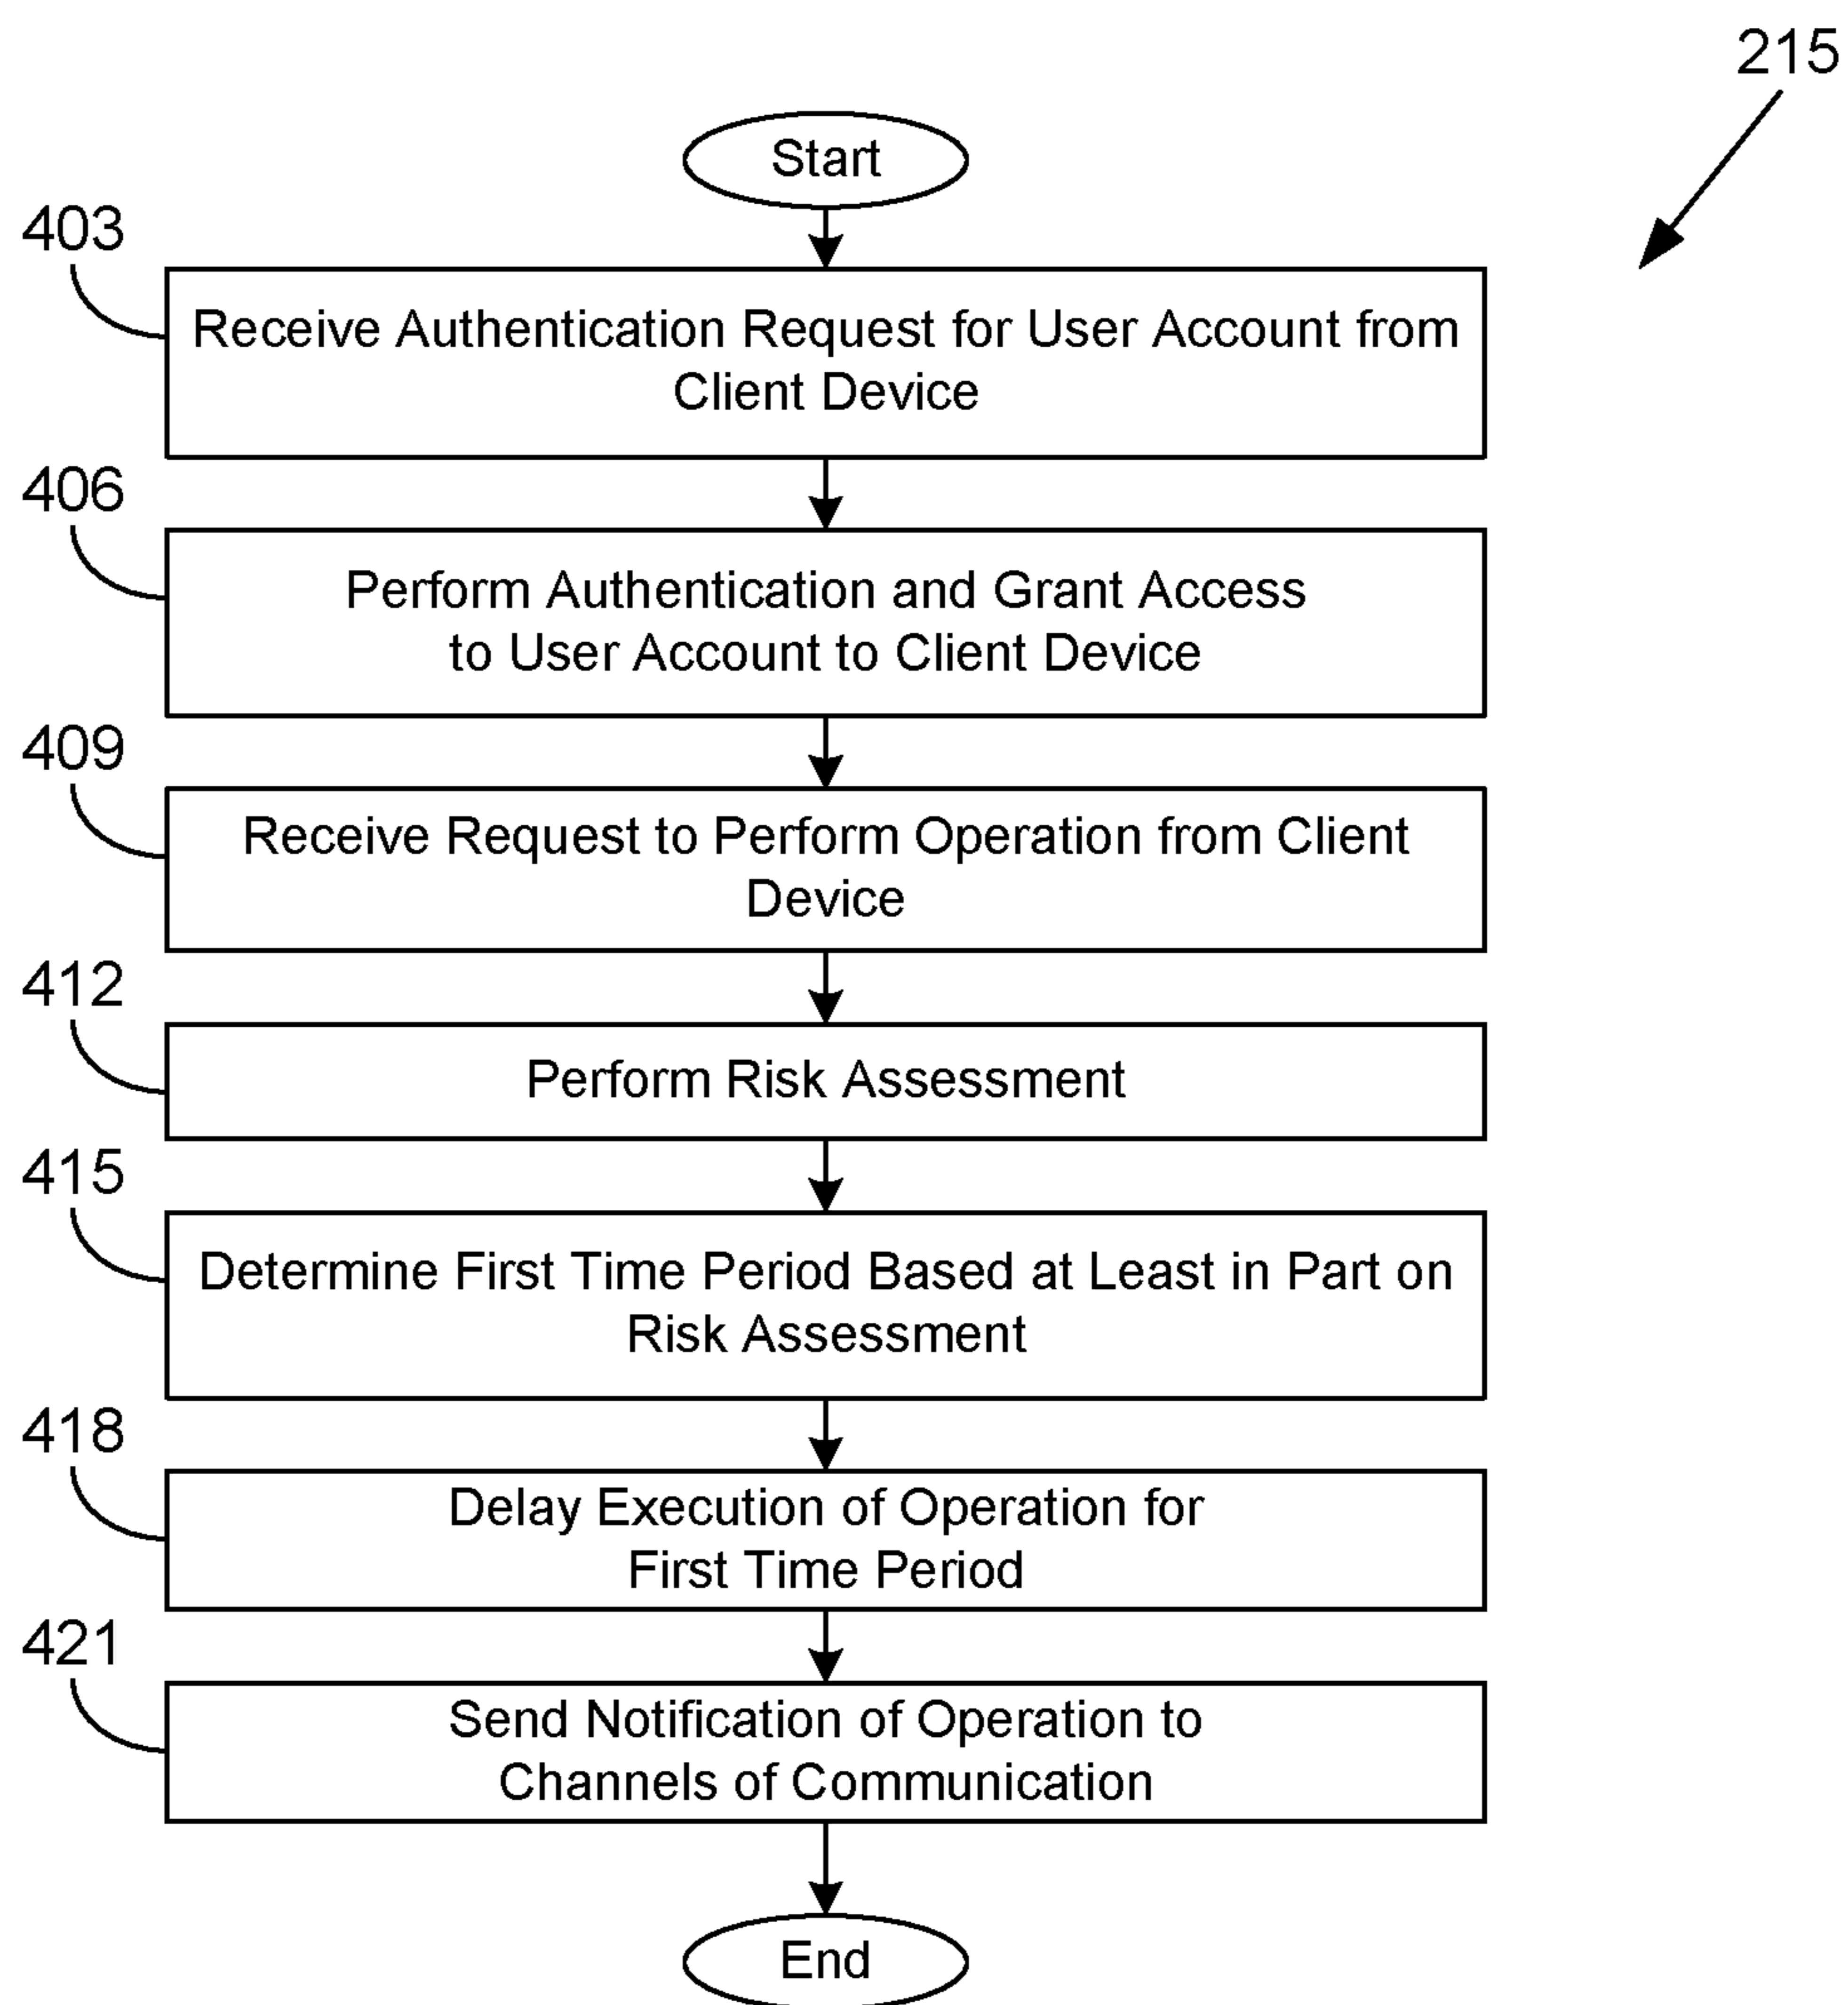 215
Start
403
Receive Authentication Request for User Account from
Client Device
406
Perform Authentication and Grant Access
to User Account to Client Device
409
Receive Request to Perform Operation from Client
Device
412
Perform Risk Assessment
415
Determine First Time Period Based at Least in Part on
Risk Assessment
418
Delay Execution of Operation for
First Time Period
421
Send Notification of Operation to
Channels of Communication
End